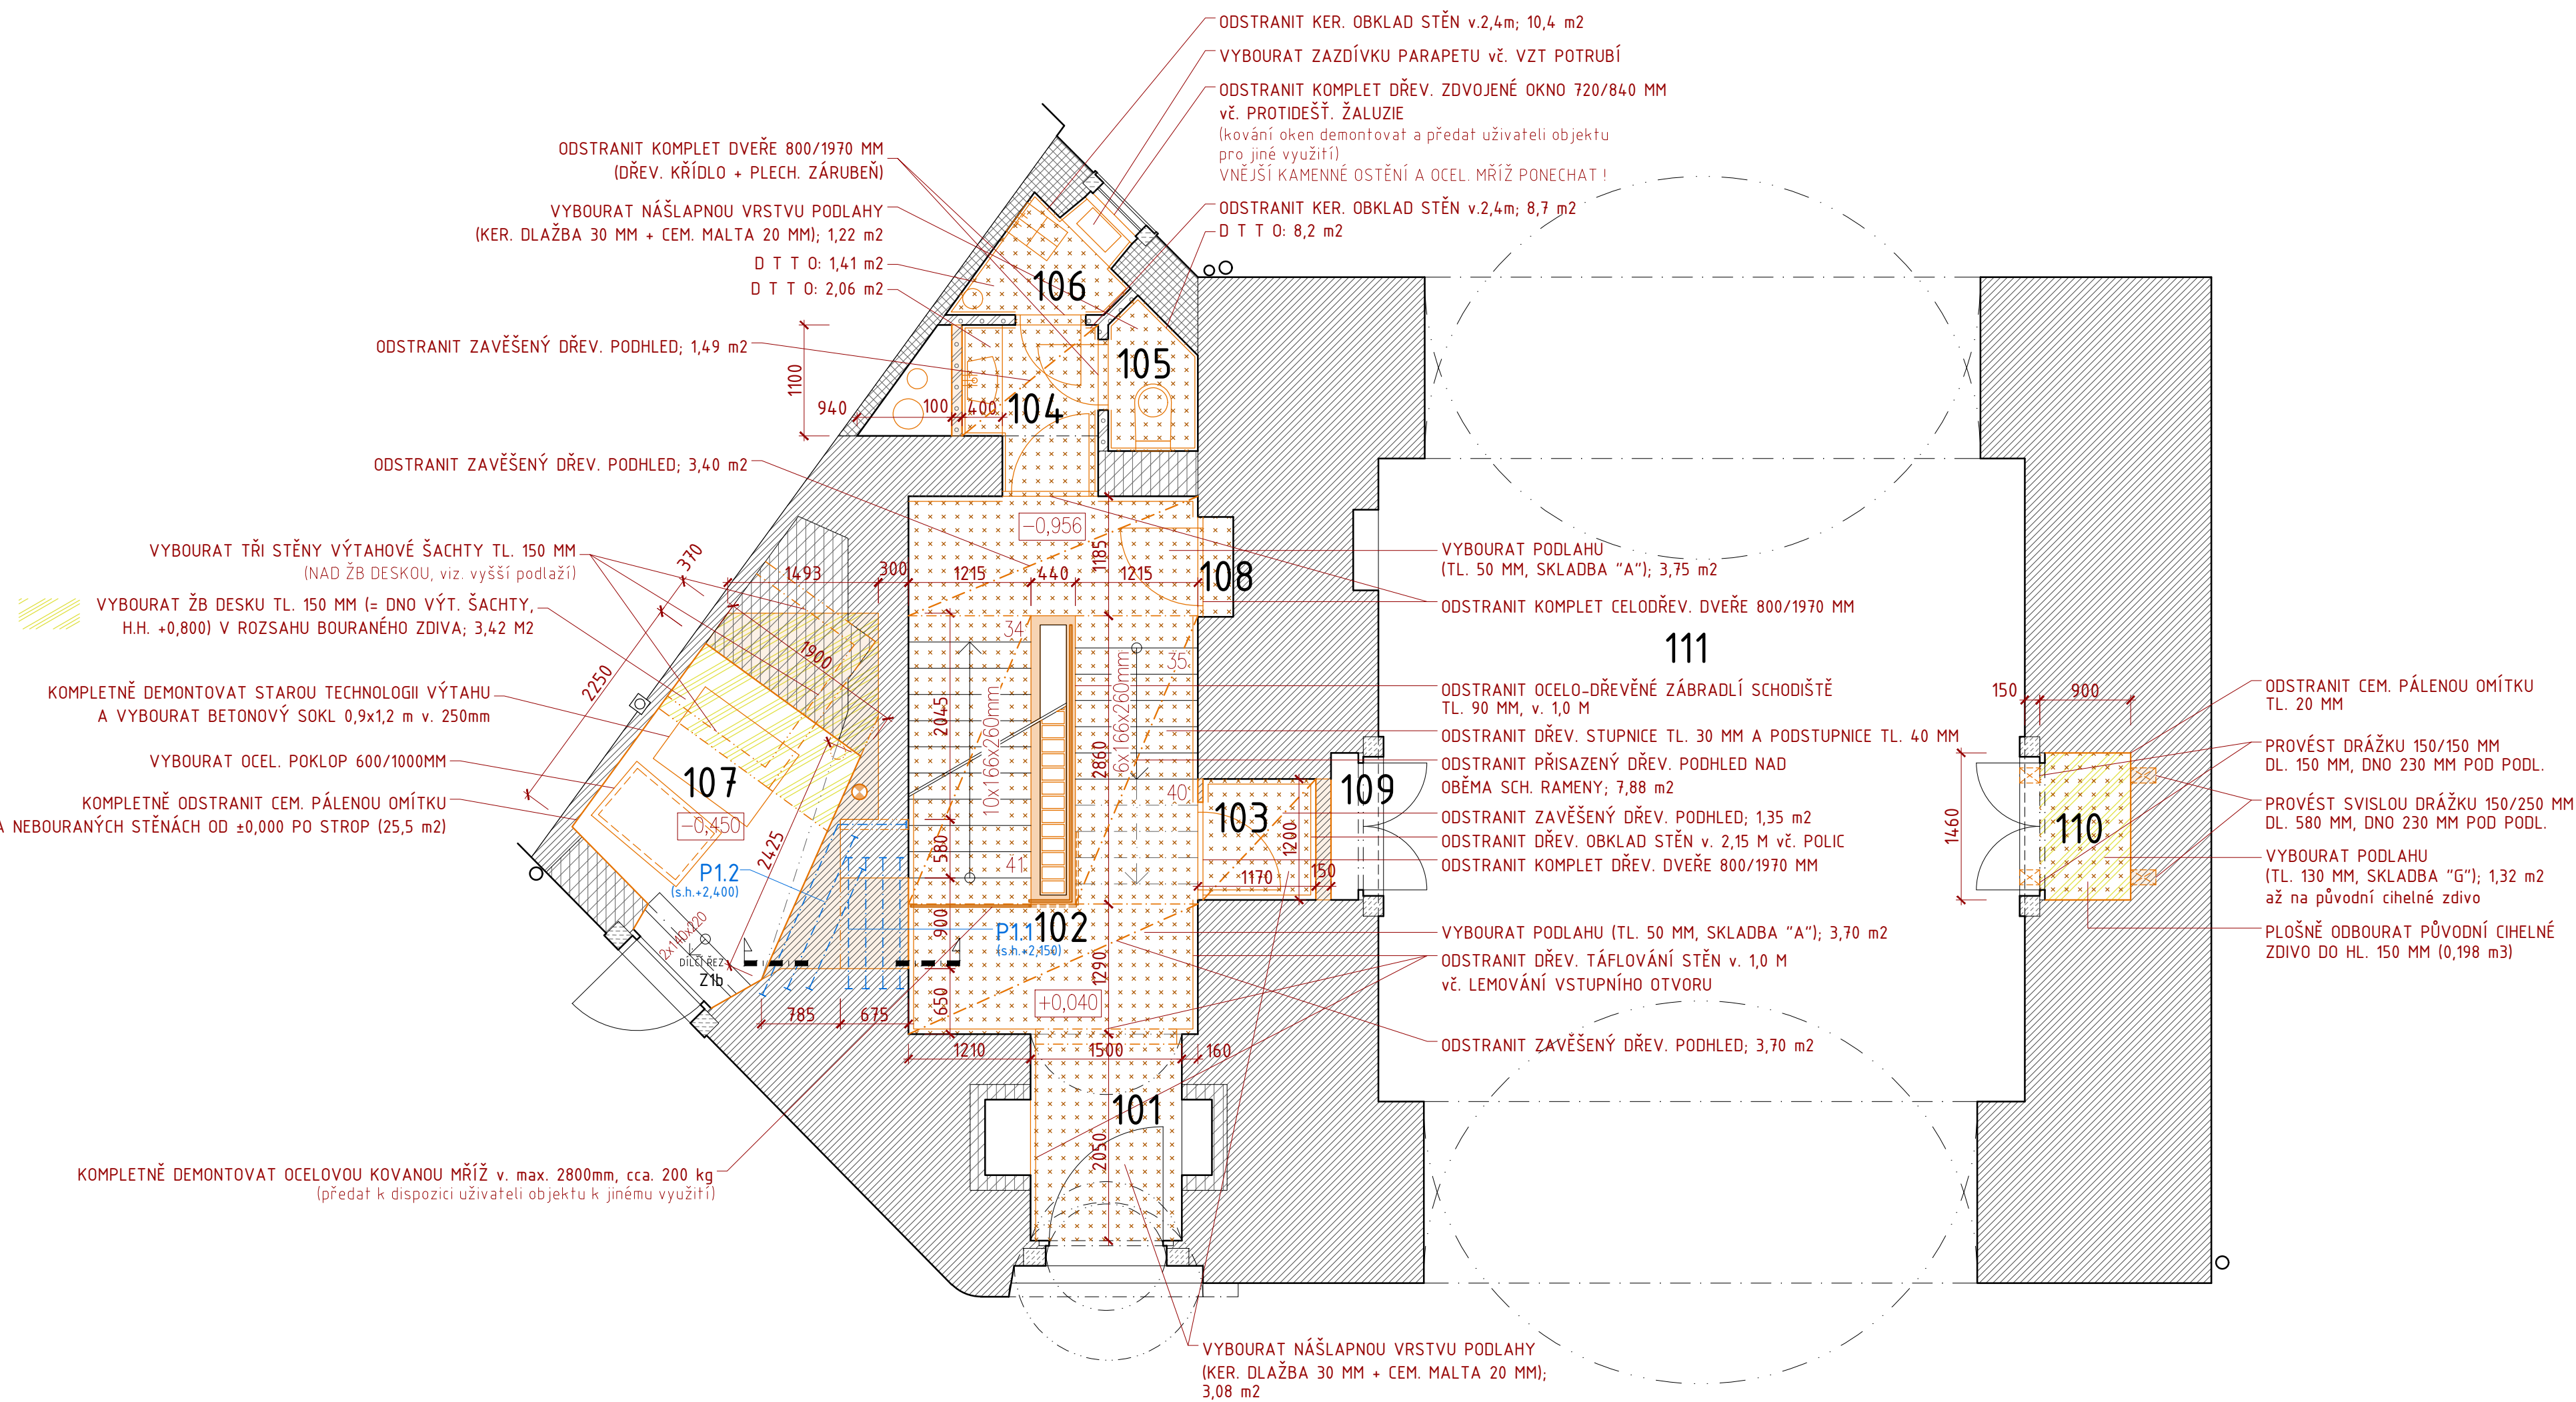 ODSTRANIT KER. OBKLAD STĚN v.2,4m; 10,4 m2
VYBOURAT ZAZDÍVKU PARAPETU vč. VZT POTRUBÍ
ODSTRANIT KOMPLET DŘEV. ZDVOJENÉ OKNO 720/840 MM
vč. PROTIDEŠŤ. ŽALUZIE
(kování oken demontovat a předat uživateli objektu
pro jiné využití)
VNĚJŠÍ KAMENNÉ OSTĚNÍ A OCEL. MŘÍŽ PONECHAT !
ODSTRANIT KER. OBKLAD STĚN v.2,4m; 8,7 m2
D T T O: 8,2 m2
ODSTRANIT KOMPLET DVEŘE 800/1970 MM
(DŘEV. KŘÍDLO + PLECH. ZÁRUBEŇ)
VYBOURAT NÁŠLAPNOU VRSTVU PODLAHY
(KER. DLAŽBA 30 MM + CEM. MALTA 20 MM); 1,22 m2
D T T O: 1,41 m2
D T T O: 2,06 m2
ODSTRANIT ZAVĚŠENÝ DŘEV. PODHLED; 1,49 m2
ODSTRANIT ZAVĚŠENÝ DŘEV. PODHLED; 3,40 m2
VYBOURAT TŘI STĚNY VÝTAHOVÉ ŠACHTY TL. 150 MM
(NAD ŽB DESKOU, viz. vyšší podlaží)
VYBOURAT ŽB DESKU TL. 150 MM (= DNO VÝT. ŠACHTY,
H.H. +0,800) V ROZSAHU BOURANÉHO ZDIVA; 3,42 M2
KOMPLETNĚ DEMONTOVAT STAROU TECHNOLOGII VÝTAHU
A VYBOURAT BETONOVÝ SOKL 0,9x1,2 m v. 250mm
VYBOURAT OCEL. POKLOP 600/1000MM
KOMPLETNĚ ODSTRANIT CEM. PÁLENOU OMÍTKU
A NEBOURANÝCH STĚNÁCH OD ±0,000 PO STROP (25,5 m2)
KOMPLETNĚ DEMONTOVAT OCELOVOU KOVANOU MŘÍŽ v. max. 2800mm, cca. 200 kg
(předat k dispozici uživateli objektu k jinému využití)
106
105
104
1100
940
100
400
-0,956
1185
108
370
1493
300
1215
440
1215
34
35
1900
2250
2045
10x166x260mm
6x166x260mm
2860
107
-0,450
2425
40
41
580
103
1200
1170
150
109
P1.2
(s.h.+2,400)
P1.1
(s.h.+2,150)
102
900
2x140x220
DÍLČÍ ŘEZ
Z1b
1290
+0,040
650
785
675
1210
1500
160
101
2050
VYBOURAT PODLAHU
(TL. 50 MM, SKLADBA "A"); 3,75 m2
ODSTRANIT KOMPLET CELODŘEV. DVEŘE 800/1970 MM
111
ODSTRANIT OCELO-DŘEVĚNÉ ZÁBRADLÍ SCHODIŠTĚ
TL. 90 MM, v. 1,0 M
ODSTRANIT DŘEV. STUPNICE TL. 30 MM A PODSTUPNICE TL. 40 MM
ODSTRANIT PŘISAZENÝ DŘEV. PODHLED NAD
OBĚMA SCH. RAMENY; 7,88 m2
ODSTRANIT ZAVĚŠENÝ DŘEV. PODHLED; 1,35 m2
ODSTRANIT DŘEV. OBKLAD STĚN v. 2,15 M vč. POLIC
ODSTRANIT KOMPLET DŘEV. DVEŘE 800/1970 MM
VYBOURAT PODLAHU (TL. 50 MM, SKLADBA "A"); 3,70 m2
ODSTRANIT DŘEV. TÁFLOVÁNÍ STĚN v. 1,0 M
vč. LEMOVÁNÍ VSTUPNÍHO OTVORU
ODSTRANIT ZAVĚŠENÝ DŘEV. PODHLED; 3,70 m2
VYBOURAT NÁŠLAPNOU VRSTVU PODLAHY
(KER. DLAŽBA 30 MM + CEM. MALTA 20 MM);
3,08 m2
150
900
1460
110
ODSTRANIT CEM. PÁLENOU OMÍTKU
TL. 20 MM
PROVÉST DRÁŽKU 150/150 MM
DL. 150 MM, DNO 230 MM POD PODL.
PROVÉST SVISLOU DRÁŽKU 150/250 MM
DL. 580 MM, DNO 230 MM POD PODL.
VYBOURAT PODLAHU
(TL. 130 MM, SKLADBA "G"); 1,32 m2
až na původní cihelné zdivo
PLOŠNĚ ODBOURAT PŮVODNÍ CIHELNÉ
ZDIVO DO HL. 150 MM (0,198 m3)